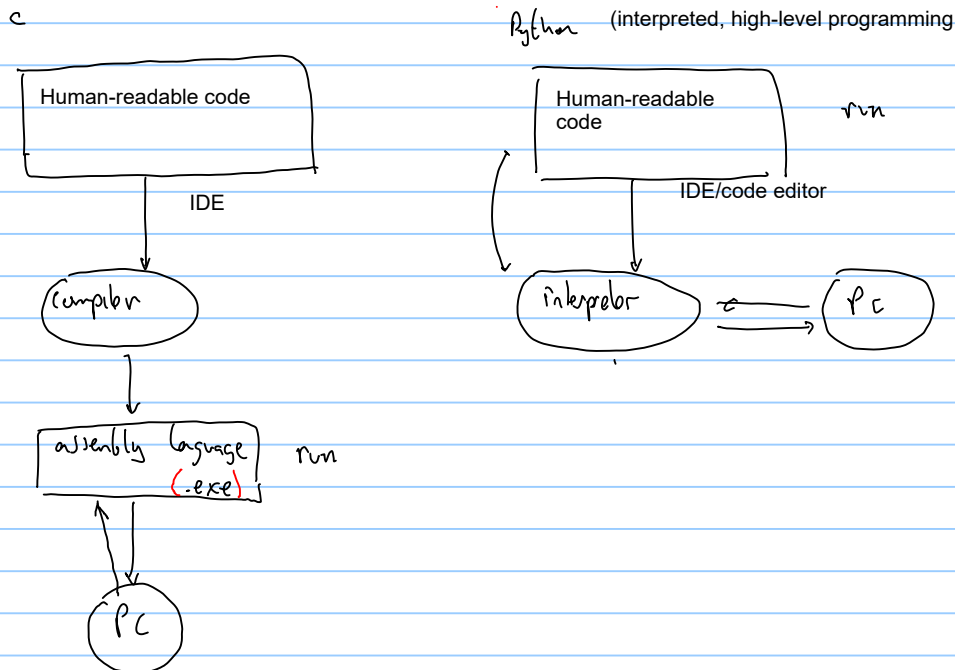 c
Python (interpreted, high-level programming
Human-readable code
IDE
compiler
assembly laguage
(.exe)
run
PC
Human-readable
code
run
IDE/code editor
interpretor
PC